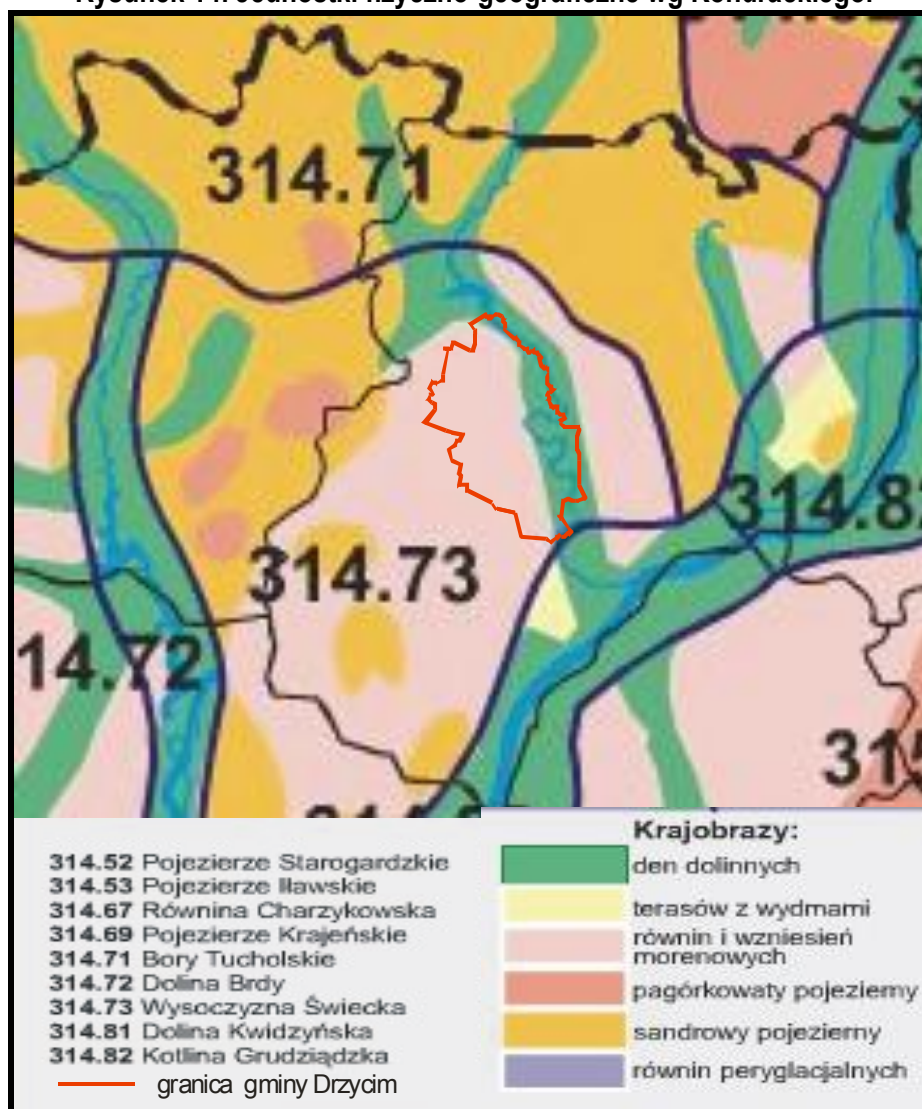 314.71
314.73
314.8
14.72
315
314.52 Pojezierze Starogardzkie
314.53 Pojezierze Iławskie
314.67 Równina Charzykowska
314.69 Pojezierze Krajeńskie
314.71 Bory Tucholskie
314.72 Dolina Brdy
314.73 Wysoczyzna Świecka
314.81 Dolina Kwidzyńska
314.82 Kotlina Grudziądzka
granica gminy Drzycim
Krajobrazy:
den dolinnych
terasów z wydmami
równin i wzniesień
morenowych
pagórkowaty pojezierny
sandrowy pojezierny
równin peryglacjalnych